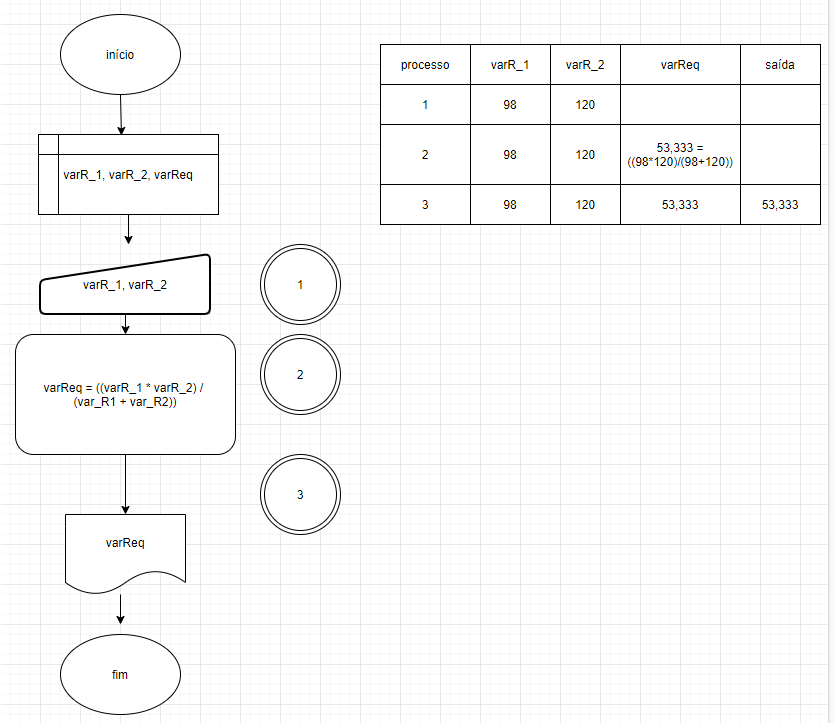 início
varR_1, varR_2, varReq
varR_1, varR_2
varReq = ((varR_1 * varR_2) /
(var_R1 + var_R2))
varReq
fim
1
2
3
processo varR_1 varR_2 varReq saída
1 98 120
2 98 120 53,333 =
((98*120)/(98+120))
3 98 120 53,333 53,333